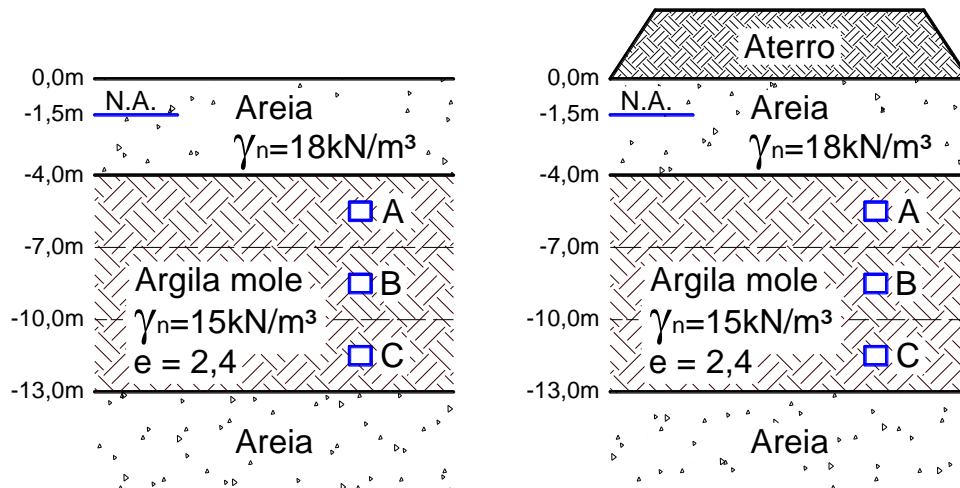 0,0m
N.A.
-1,5m
Areia
γn=18kN/m³
-4,0m
A
-7,0m
Argila mole
B
γn=15kN/m³
-10,0m
e = 2,4
C
-13,0m
Areia
Aterro
0,0m
N.A.
-1,5m
Areia
γn=18kN/m³
-4,0m
A
-7,0m
Argila mole
B
γn=15kN/m³
-10,0m
e = 2,4
C
-13,0m
Areia